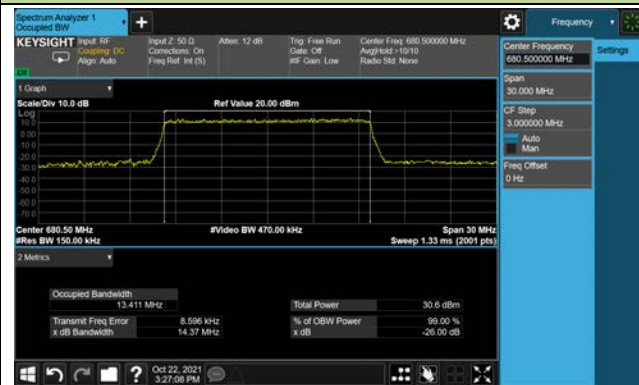 Spectrum Analyzer 1
Occupied BW
Frequency
KEYSIGHT
Input: RF
Coupling: DC
Align: Auto
Input Z: 50 Ω
Corrections: On
Freq Ref: Int (S)
Atten: 12 dB
Trig: Free Run
Gate: Off
#IF Gain: Low
Center Freq: 680.500000 MHz
Avg|Hold:>10/10
Radio Std: None
Center Frequency
680.500000 MHz
Settings
Span
30.000 MHz
CF Step
3.000000 MHz
Auto
Man
Freq Offset
0 Hz
1 Graph
Scale/Div 10.0 dB
Ref Value 20.00 dBm
Log
10.0
0.00
-10.0
-20.0
-30.0
-40.0
-50.0
-60.0
-70.0
Center 680.50 MHz
#Video BW 470.00 kHz
Span 30 MHz
#Res BW 150.00 kHz
Sweep 1.33 ms (2001 pts)
2 Metrics
Occupied Bandwidth
13.411 MHz
Total Power
30.6 dBm
Transmit Freq Error
8.596 kHz
% of OBW Power
99.00 %
x dB Bandwidth
14.37 MHz
x dB
-26.00 dB
Oct 22, 2021
3:27:08 PM